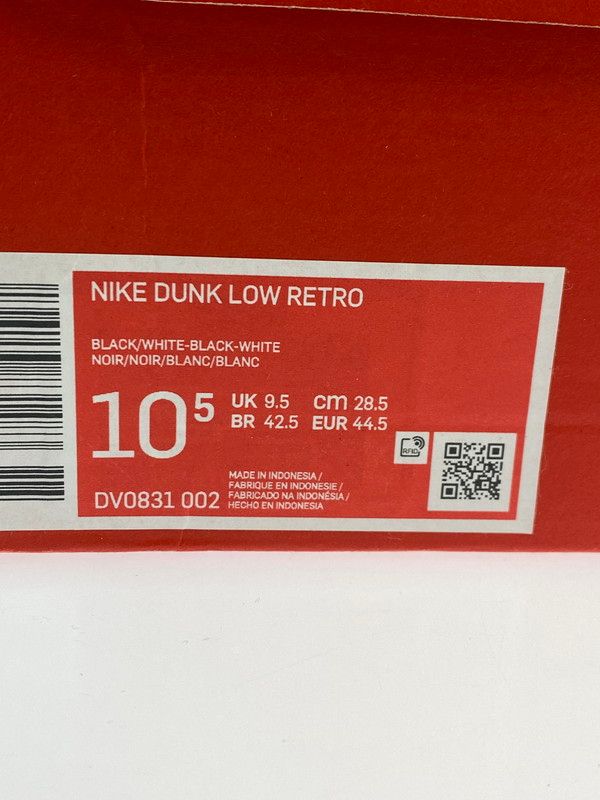 NIKE DUNK LOW RETRO
BLACK/WHITE-BLACK-WHITE
NOIR/NOIR/BLANC/BLANC
10⁵ UK 9.5 cm 28.5
BR 42.5 EUR 44.5
RFID
MADE IN INDONESIA /
FABRIQUE EN INDONESIE /
FABRICADO NA INDONÉSIA /
HECHO EN INDONESIA
DV0831 002